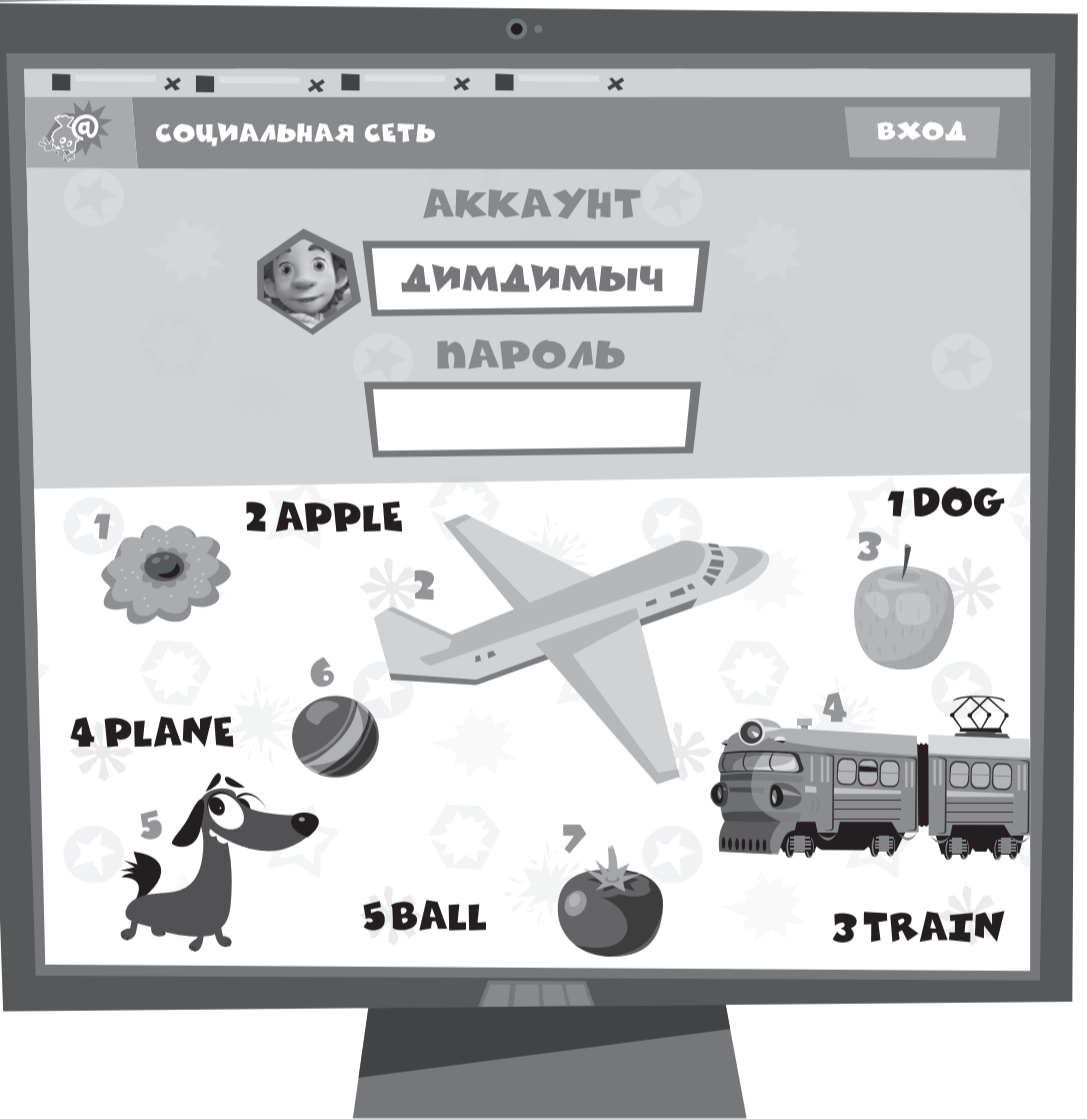 @
СОЦИАЛЬНАЯ СЕТЬ
ВХОД
АККАУНТ
ДИМДИМЫЧ
ПАРОЛЬ
1
2 APPLE
1 DOG
2
3
6
4 PLANE
4
5
7
5 BALL
3 TRAIN